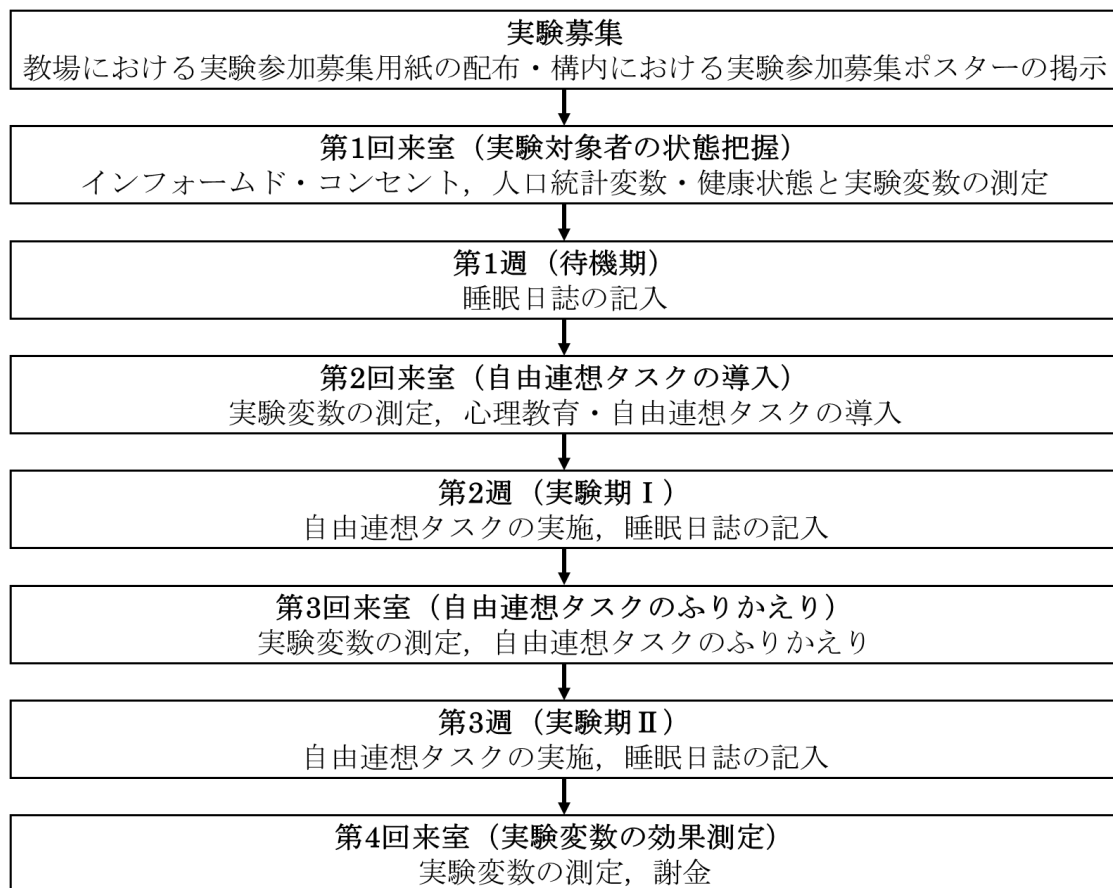 実験募集
教場における実験参加募集用紙の配布・構内における実験参加募集ポスターの掲示
第1回来室（実験対象者の状態把握）
インフォームド・コンセント，人口統計変数・健康状態と実験変数の測定
第1週（待機期）
睡眠日誌の記入
第2回来室（自由連想タスクの導入）
実験変数の測定，心理教育・自由連想タスクの導入
第2週（実験期Ⅰ）
自由連想タスクの実施，睡眠日誌の記入
第3回来室（自由連想タスクのふりかえり）
実験変数の測定，自由連想タスクのふりかえり
第3週（実験期Ⅱ）
自由連想タスクの実施，睡眠日誌の記入
第4回来室（実験変数の効果測定）
実験変数の測定，謝金